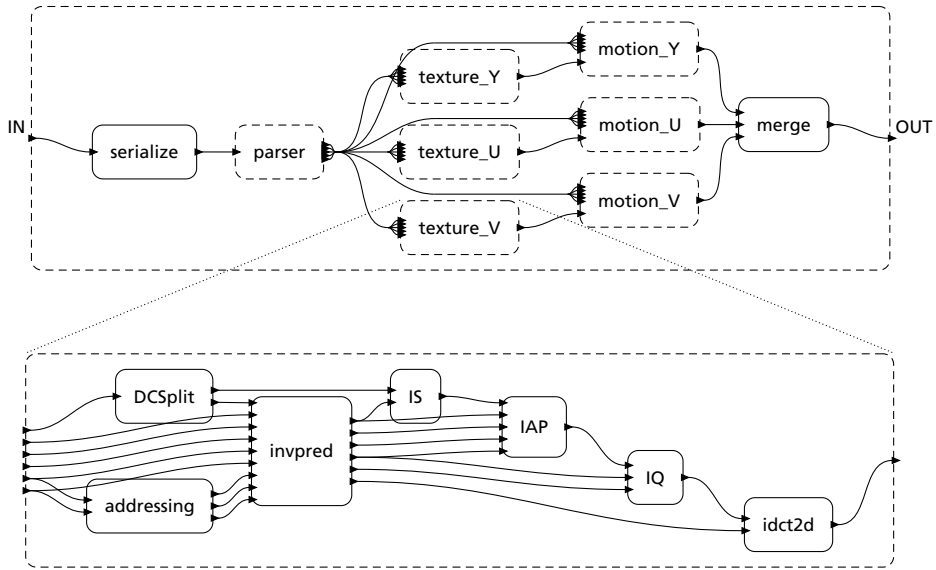 IN
serialize
parser
texture_Y
texture_U
texture_V
motion_Y
motion_U
motion_V
merge
OUT
DCSplit
addressing
invpred
IS
IAP
IQ
idct2d